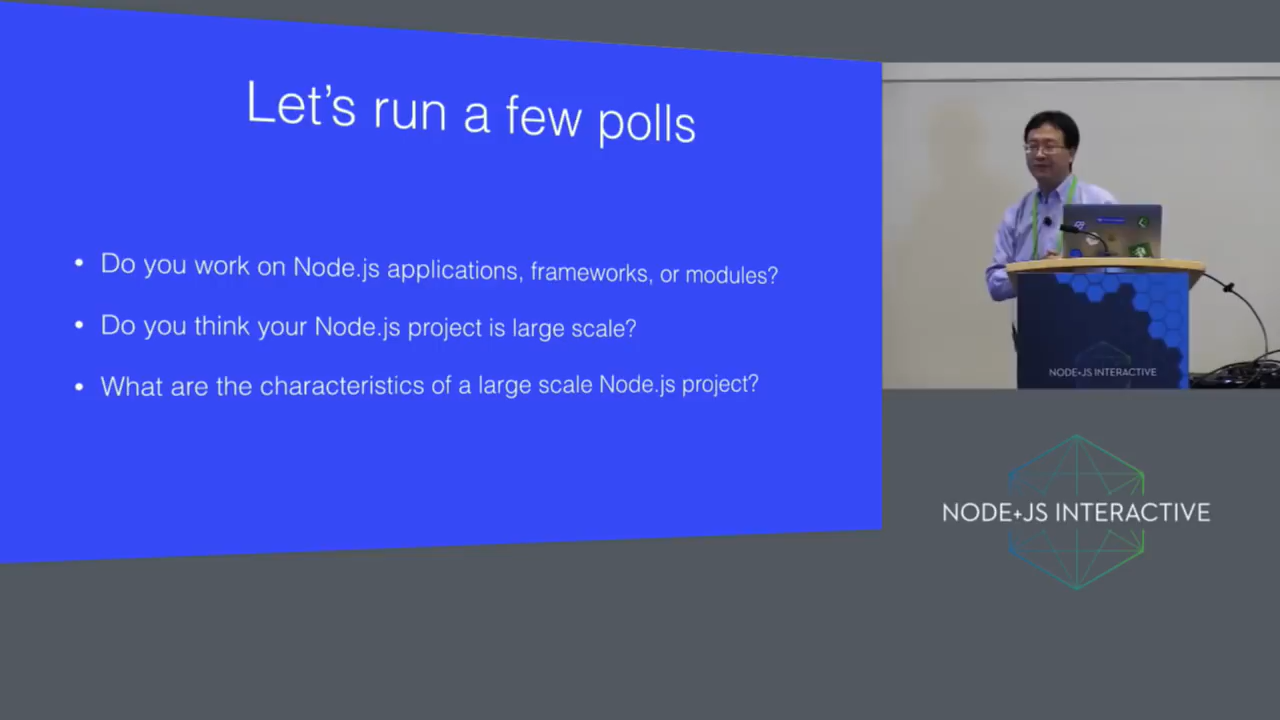 Let's run a few polls
• Do you work on Node.js applications, frameworks, or modules?
• Do you think your Node.js project is large scale?
• What are the characteristics of a large scale Node.js project?
NODE+JS INTERACTIVE
NODE+JS INTERACTIVE